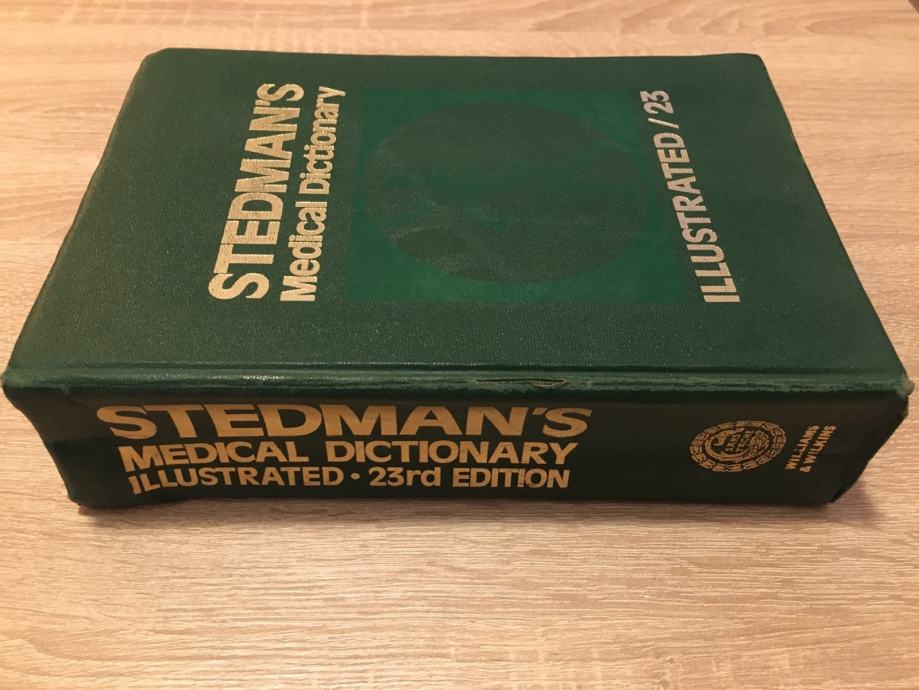 STEDMAN'S
Medical Dictionary
ILLUSTRATED / 23
STEDMAN'S
MEDICAL DICTIONARY
ILLUSTRATED • 23rd EDITION
WILLIAMS
& WILKINS